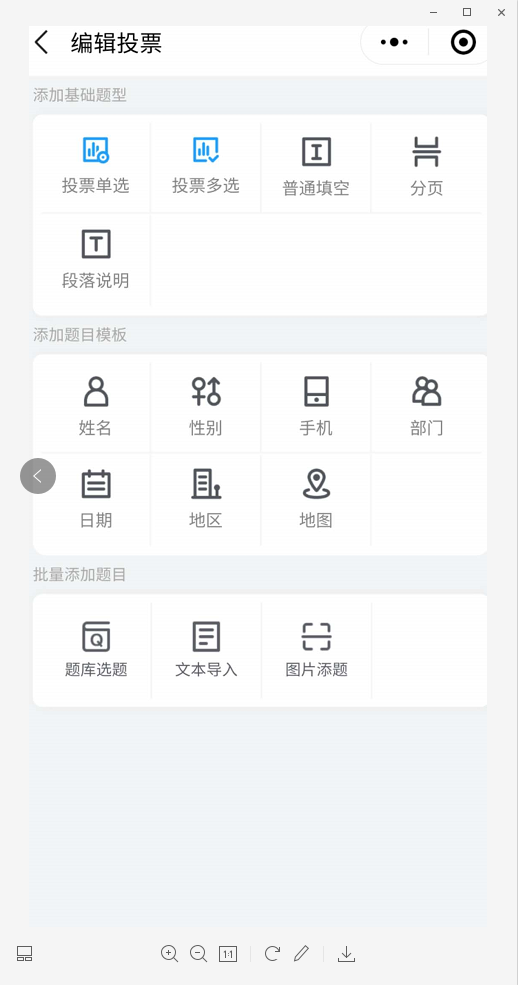 编辑投票
添加基础题型
投票单选 投票多选 普通填空 分页
段落说明
添加题目模板
姓名 性别 手机 部门
日期 地区 地图
批量添加题目
题库选题 文本导入 图片添题
1:1